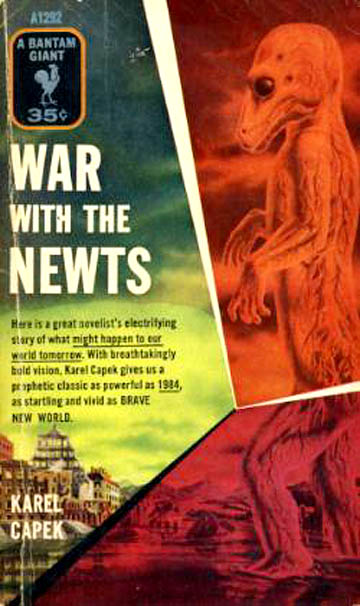 A1292
A BANTAM
GIANT
35¢
WAR
WITH THE
NEWTS
Here is a great novelist's electrifying
story of what might happen to our
world tomorrow. With breathtakingly
bold vision, Karel Capek gives us a
prophetic classic as powerful as 1984,
as startling and vivid as BRAVE
NEW WORLD.
KAREL
CAPEK